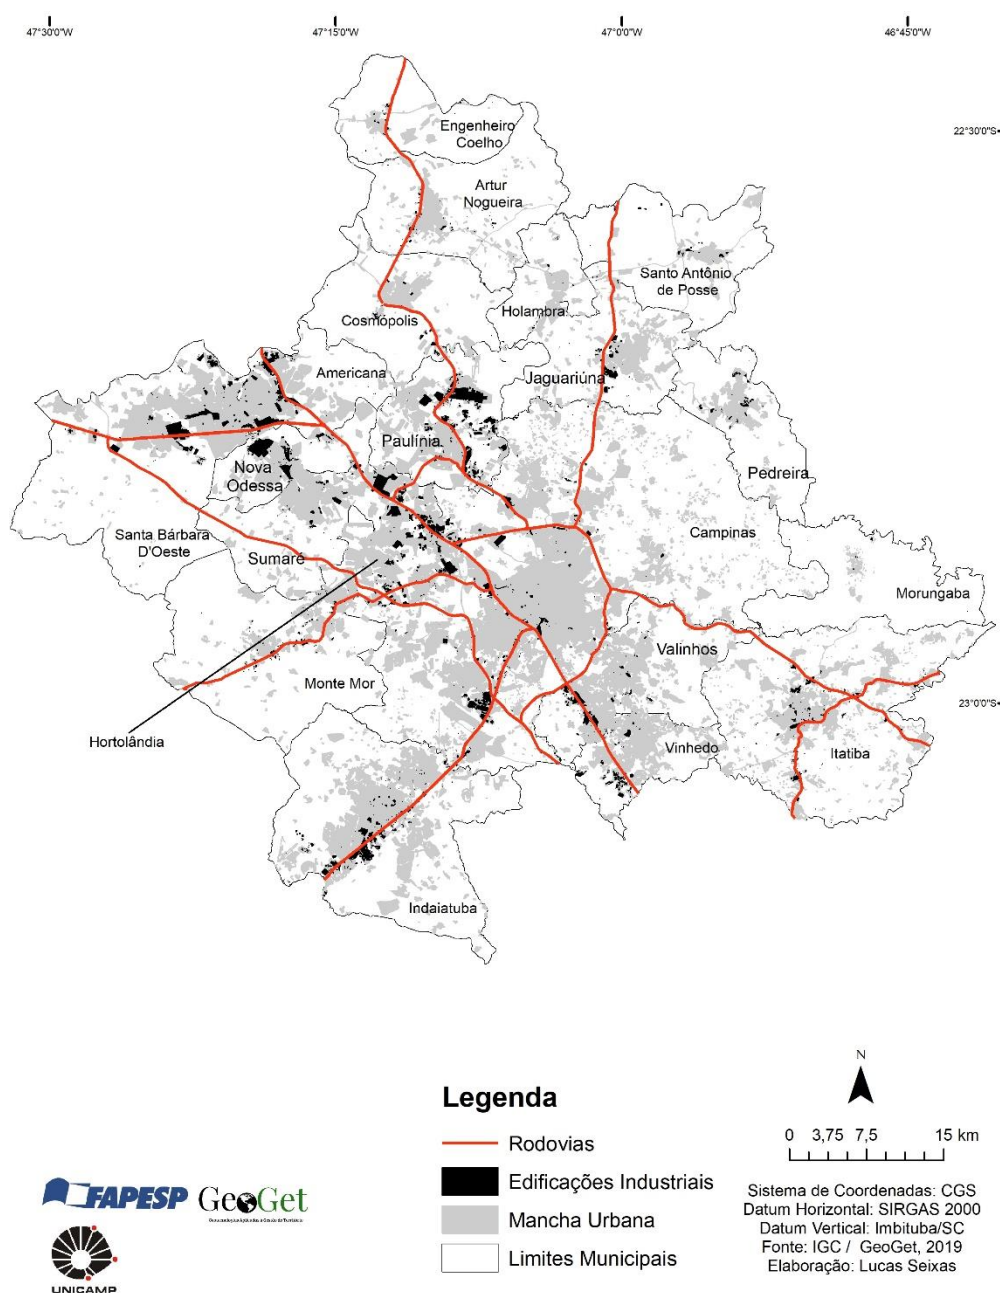 47°30'0"W
47°15'0"W
47°0'0"W
46°45'0"W
22°30'0"S
Engenheiro
Coelho
Artur
Nogueira
Santo Antônio
de Posse
Holambra
Cosmópolis
Americana
Jaguariúna
Paulínia
Nova
Odessa
Pedreira
Santa Bárbara
D'Oeste
Sumaré
Campinas
Morungaba
Valinhos
Monte Mor
23°0'0"S
Hortolândia
Vinhedo
Itatiba
Indaiatuba
N
0 3,75 7,5 15 km
Legenda
Rodovias
Edificações Industriais
Mancha Urbana
Limites Municipais
FAPESP
GeoGet
UNICAMP
Sistema de Coordenadas: CGS
Datum Horizontal: SIRGAS 2000
Datum Vertical: Imbituba/SC
Fonte: IGC / GeoGet, 2019
Elaboração: Lucas Seixas